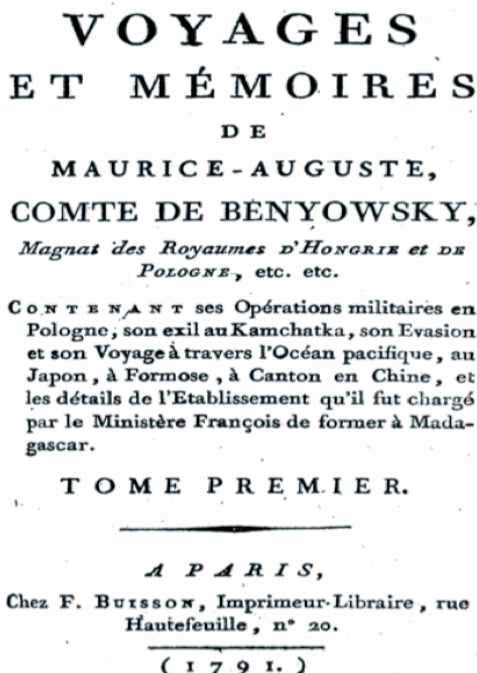 VOYAGES
ET MÉMOIRES
DE
MAURICE-AUGUSTE,
COMTE DE BENYOWSKY,
Magnat des Royaumes D'HONGRIE et DE
POLOGNE, etc. etc.
CONTENANT ses Opérations militaires en
Pologne, son exil au Kamchatka, son Evasion
et son Voyage à travers l'Océan pacifique, au
Japon, à Formose, à Canton en Chine, et
les détails de l'Etablissement qu'il fut chargé
par le Ministère François de former à Mada-
gascar.
TOME PREMIER.
A PARIS,
Chez F. BUISSON, Imprimeur-Libraire, rue
Hautefeuille, n° 20.
(1791.)